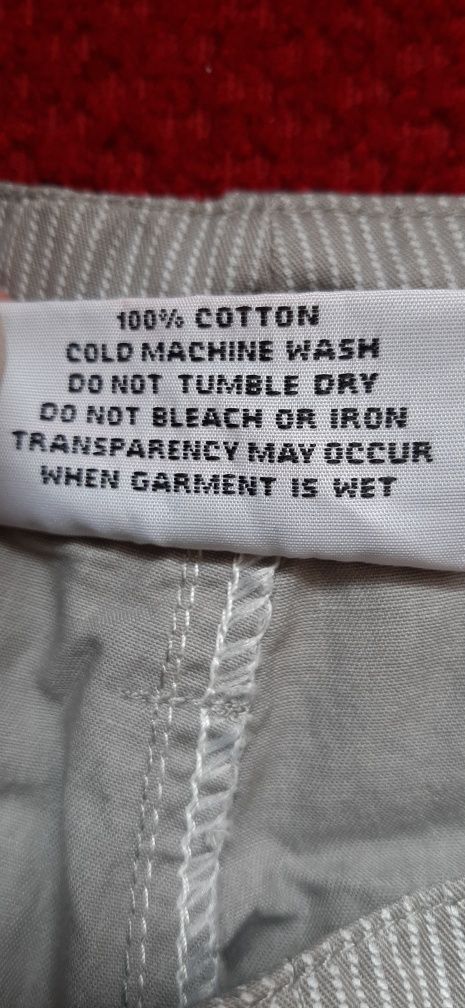 100% COTTON
COLD MACHINE WASH
DO NOT TUMBLE DRY
DO NOT BLEACH OR IRON
TRANSPARENCY MAY OCCUR
WHEN GARMENT IS WET